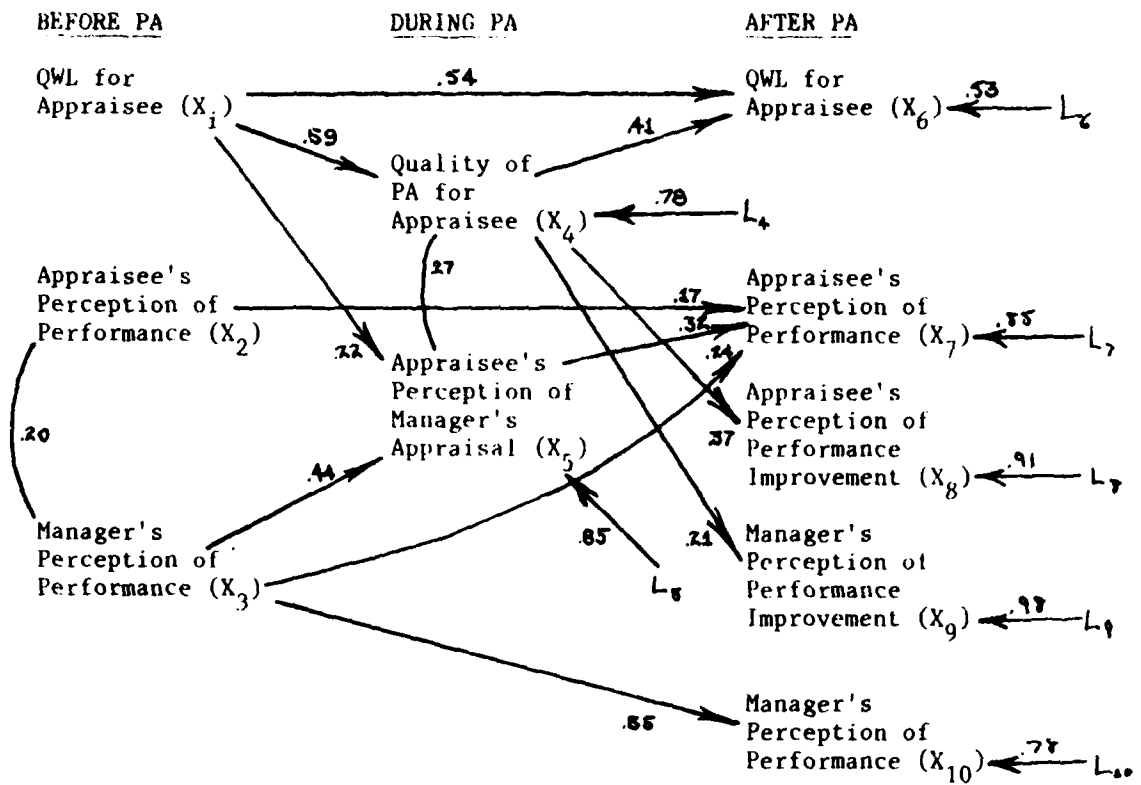 BEFORE PA DURING PA AFTER PA
QWL for
Appraisee (X1)
.54
QWL for
Appraisee (X6)
.53
L6
.59
.41
Quality of
PA for
Appraisee (X4)
.78
L4
.27
Appraisee's
Perception of
Performance (X2)
.17
.32
.24
Appraisee's
Perception of
Performance (X7)
L7
.22
Appraisee's
Perception of
Manager's
Appraisal (X5)
.37
Appraisee's
Perception of
Performance
Improvement (X8)
.91
L8
.20
.44
Manager's
Perception of
Performance (X3)
.85
L5
.21
Manager's
Perception of
Performance
Improvement (X9)
.98
L9
Manager's
Perception of
Performance (X10)
.78
L10